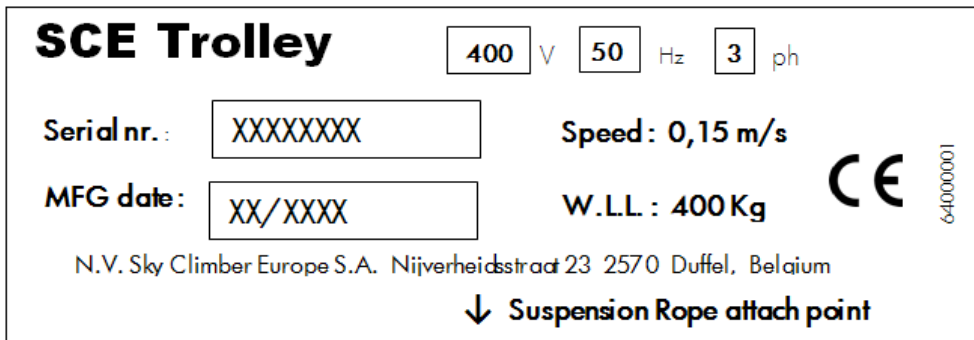 SCE Trolley 400 V 50 Hz 3 ph
Serial nr. : XXXXXXXX Speed: 0,15 m/s
MFG date: XX/XXXX W.L.L. : 400 Kg
CE
64000001
N.V. Sky Climber Europe S.A. Nijverheidsstraat 23 2570 Duffel, Belgium
↓ Suspension Rope attach point